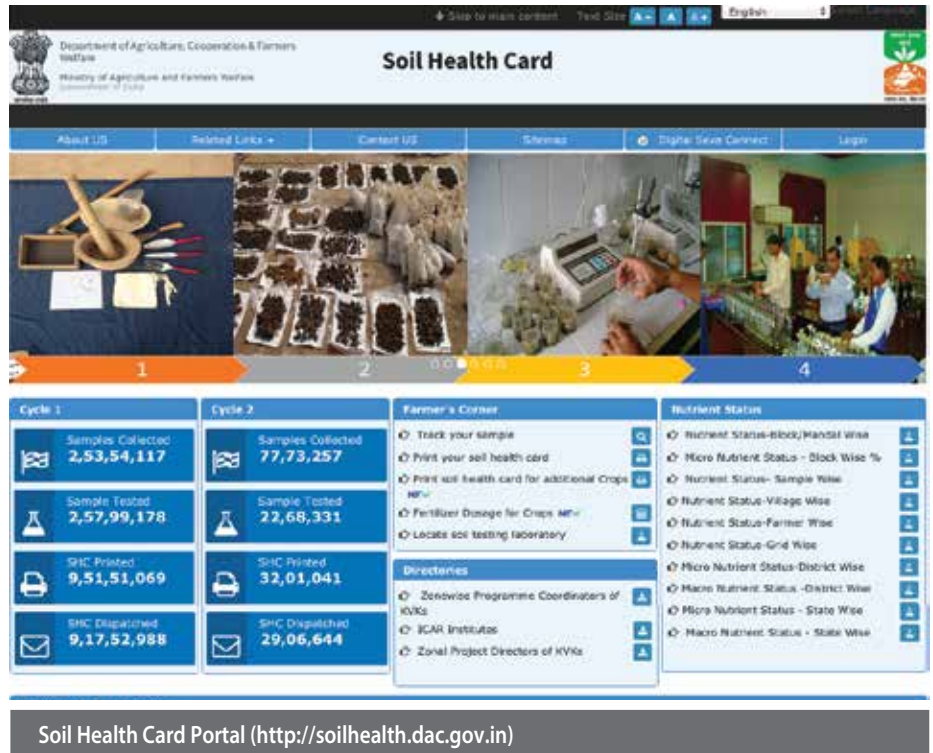 Skip to main content Text Size A - A A + English Select Language
Department of Agriculture, Cooperation & Farmers
Welfare
Ministry of Agriculture and Farmers Welfare
Government of India
Soil Health Card
About US Related Links Contact US Sitemap Digital Seva Connect Login
1 2 3 4
Cycle 1
Samples Collected
2,53,54,117
Sample Tested
2,57,99,178
SHC Printed
9,51,51,069
SHC Dispatched
9,17,52,988
Cycle 2
Samples Collected
77,73,257
Sample Tested
22,68,331
SHC Printed
32,01,041
SHC Dispatched
29,06,644
Farmer's Corner
Track your sample
Print your soil health card
Print soil health card for additional Crops
Fertilizer Dosage for Crops
Locate soil testing laboratory
Directories
Zonewise Programme Coordinators of
KVKs
ICAR Institutes
Zonal Project Directors of KVKs
Nutrient Status
Nutrient Status-Block/Mandal Wise
Micro Nutrient Status - Block Wise %
Nutrient Status- Sample Wise
Nutrient Status-Village Wise
Nutrient Status-Farmer Wise
Nutrient Status-Grid Wise
Micro Nutrient Status-District Wise
Macro Nutrient Status -District Wise
Micro Nutrient Status - State Wise
Macro Nutrient Status - State Wise
Soil Health Card Portal (http://soilhealth.dac.gov.in)